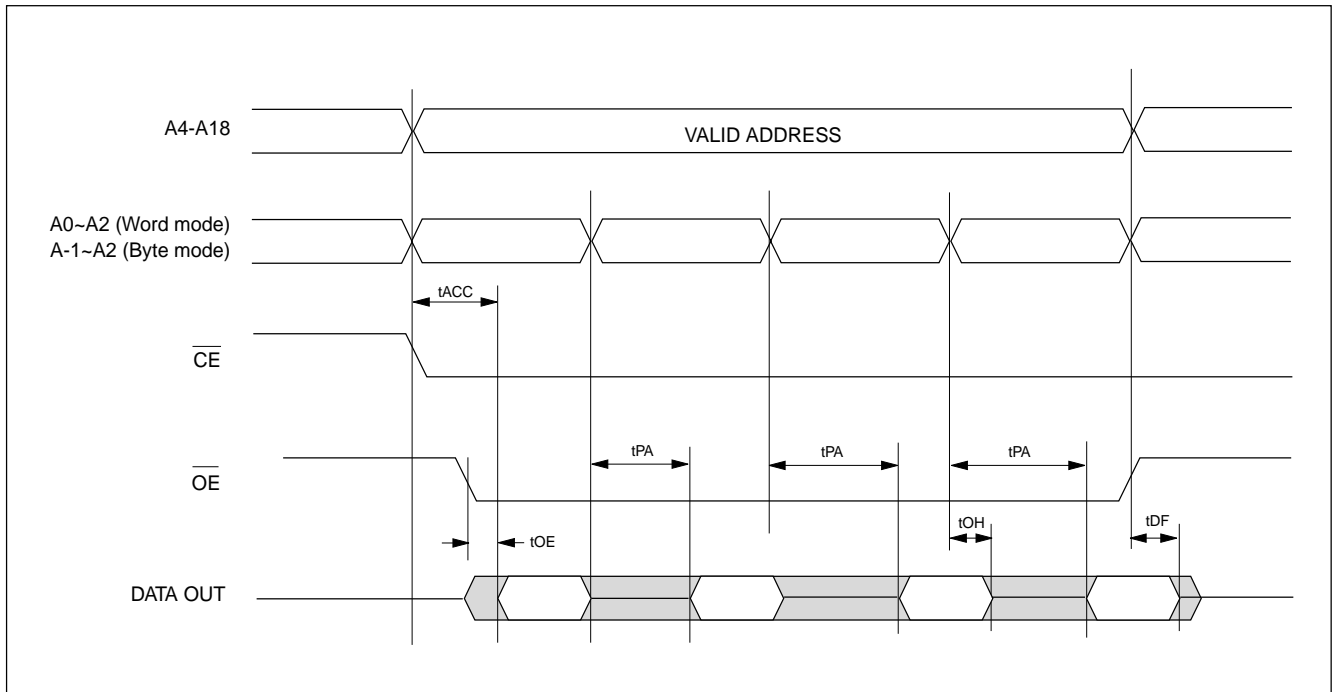 A4-A18
VALID ADDRESS
A0~A2 (Word mode)
A-1~A2 (Byte mode)
tACC
CE
tPA
tPA
tPA
OE
tOH
tDF
tOE
DATA OUT